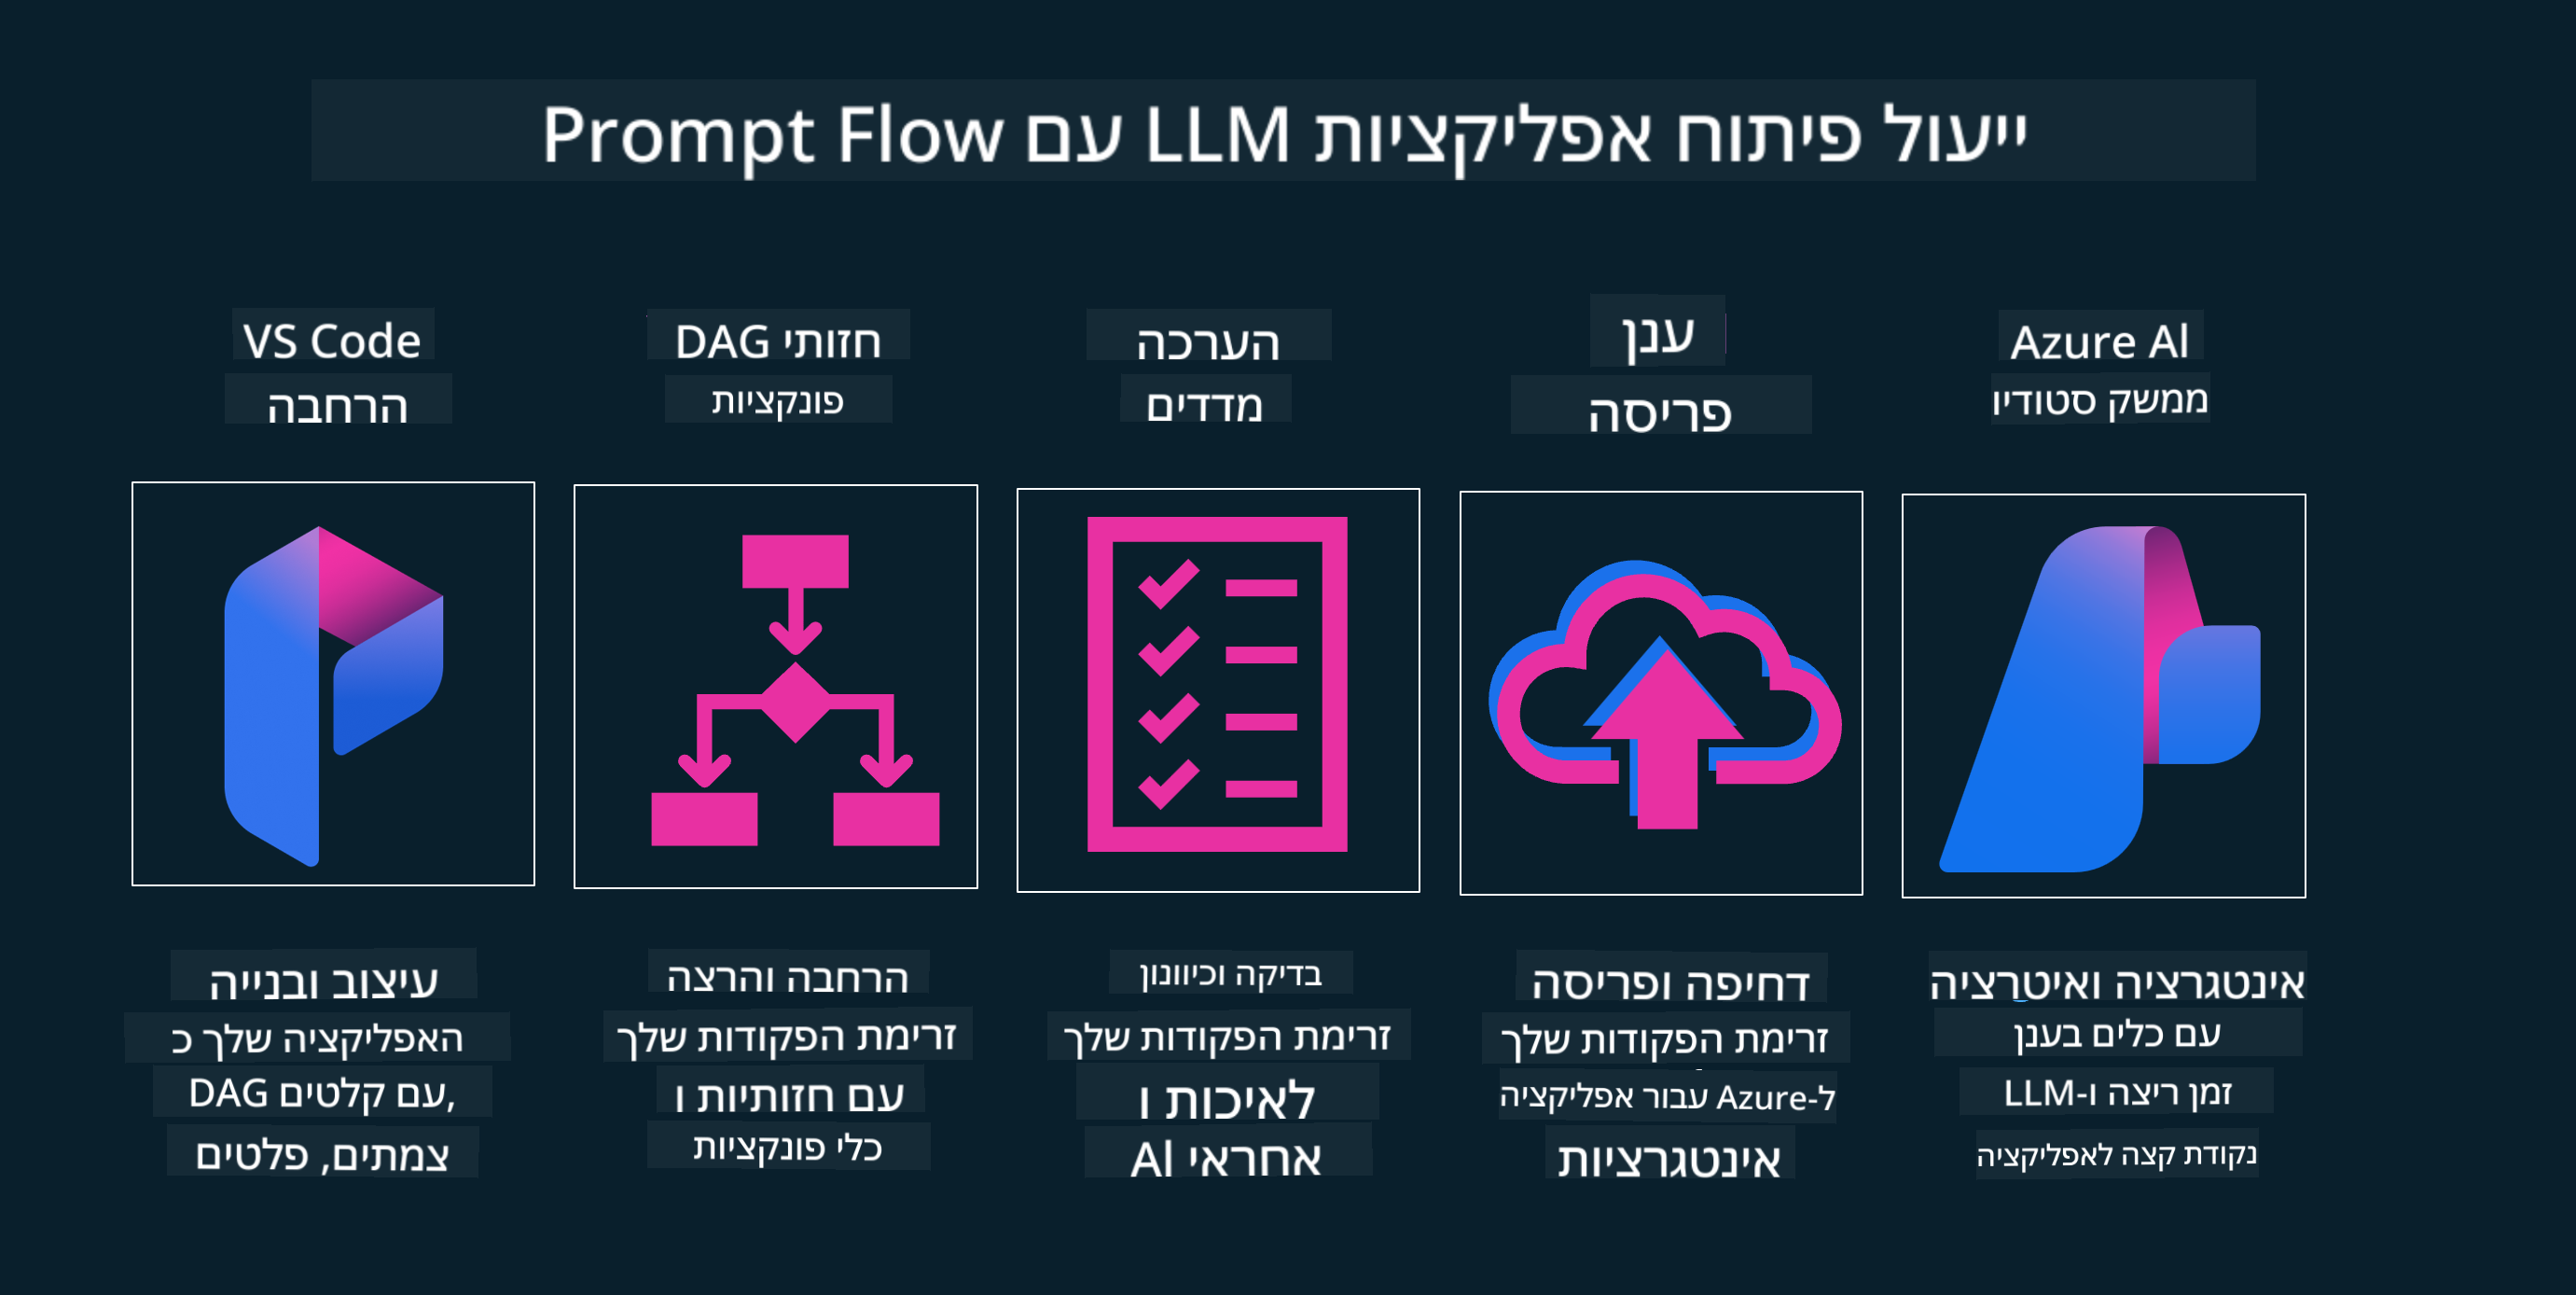 ייעול פיתוח אפליקציות LLM עם Prompt Flow
VS Code
הרחבה
חזותי DAG
פונקציות
הערכה
מדדים
ענן
פריסה
Azure AI
ממשק סטודיו
עיצוב ובנייה
האפליקציה שלך כ
DAG עם קלטים,
צמתים, פלטים
הרחבה והרצה
זרימת הפקודות שלך
עם חזותיות ו
כלי פונקציות
בדיקה וכיוונון
זרימת הפקודות שלך
לאיכות ו
אחראי AI
דחיפה ופריסה
זרימת הפקודות שלך
ל-Azure עבור אפליקציה
אינטגרציות
אינטגרציה ואיטרציה
עם כלים בענן
זמן ריצה ו-LLM
נקודת קצה לאפליקציה